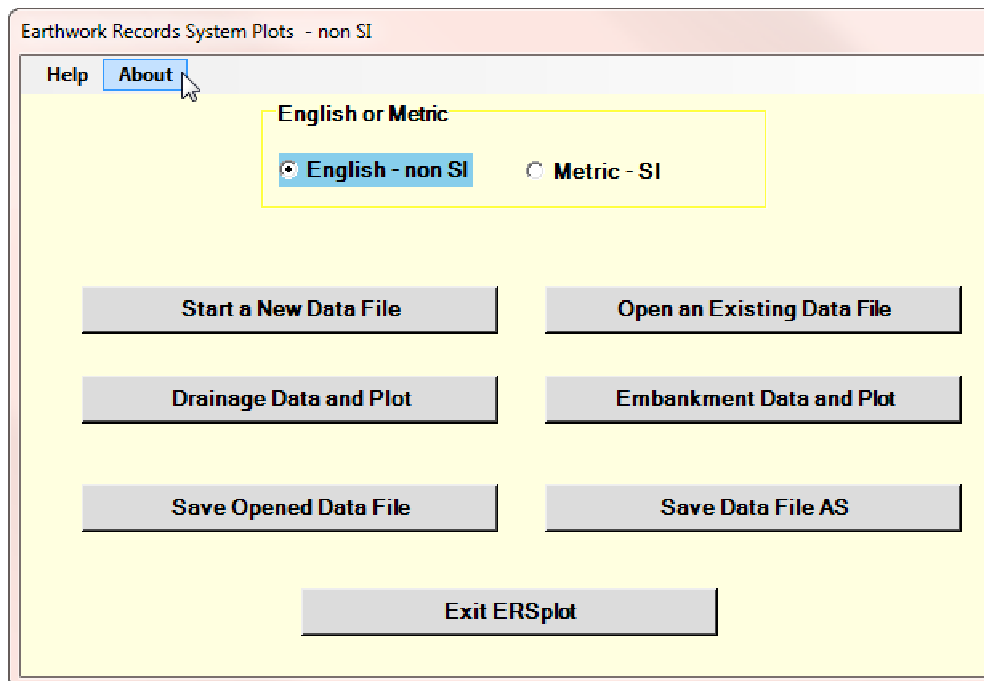 Earthwork Records System Plots - non SI
Help About
English or Metric
English - non SI Metric - SI
Start a New Data File Open an Existing Data File
Drainage Data and Plot Embankment Data and Plot
Save Opened Data File Save Data File AS
Exit ERSplot